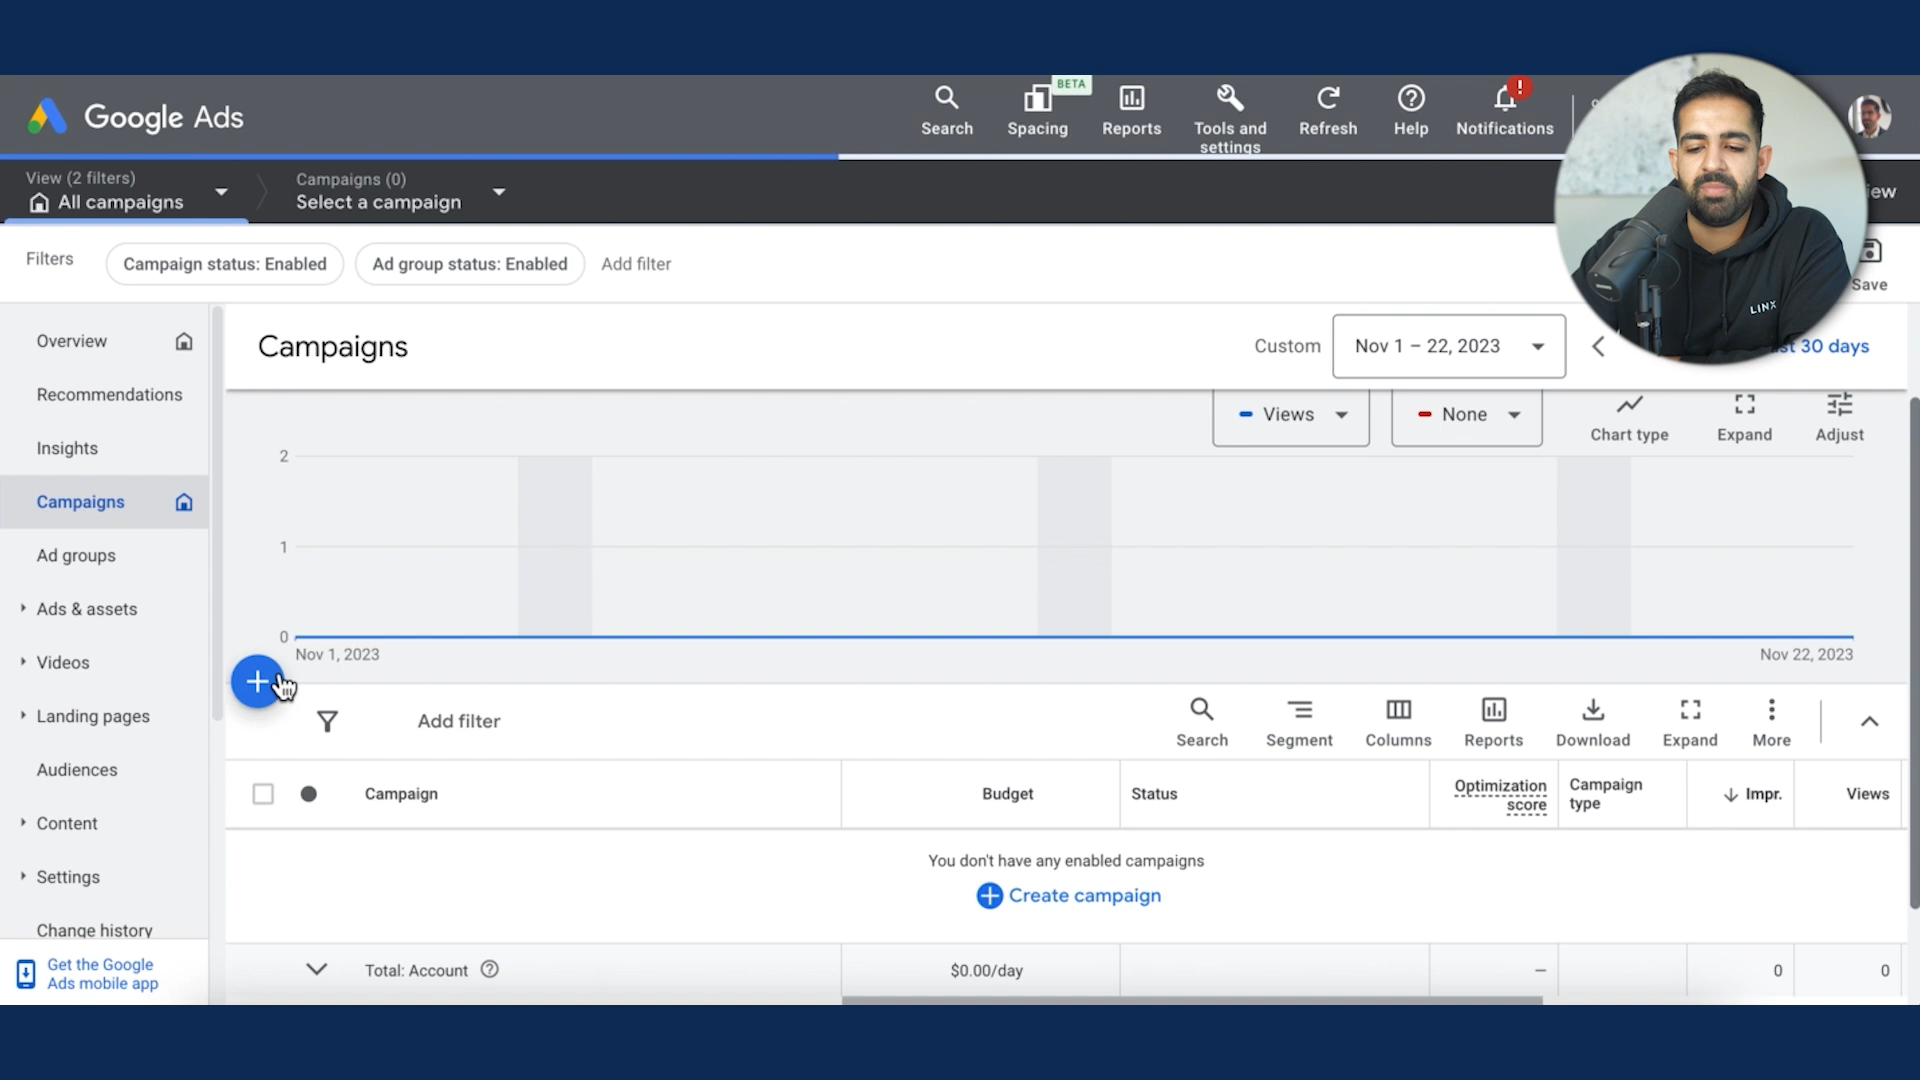 Google Ads
Search
BETA
Spacing
Reports
Tools and
settings
Refresh
Help
!
Notifications
View (2 filters)
All campaigns
Campaigns (0)
Select a campaign
Filters
Campaign status: Enabled
Ad group status: Enabled
Add filter
Save
LINX
Overview
Recommendations
Insights
Campaigns
Ad groups
Ads & assets
Videos
Landing pages
Audiences
Content
Settings
Change history
Get the Google
Ads mobile app
Campaigns
Custom
Nov 1 – 22, 2023
30 days
Views
None
Chart type
Expand
Adjust
2
1
0
Nov 1, 2023
Nov 22, 2023
Add filter
Search
Segment
Columns
Reports
Download
Expand
More
Campaign
Budget
Status
Optimization
score
Campaign
type
Impr.
Views
You don't have any enabled campaigns
Create campaign
Total: Account
$0.00/day
–
0
0